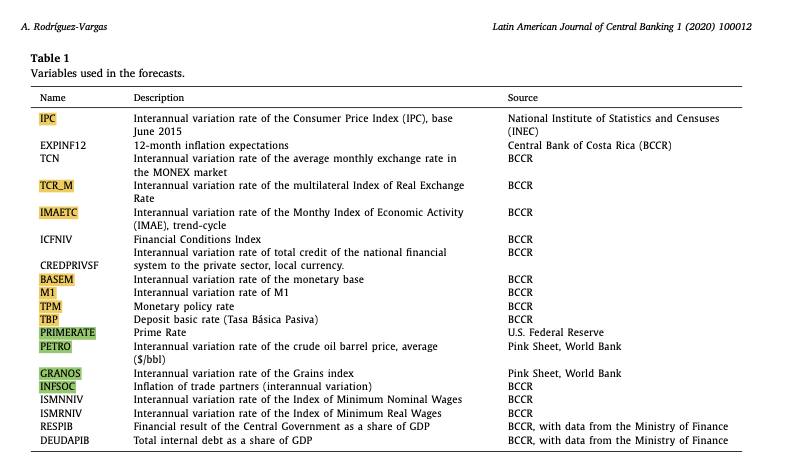 A. Rodríguez-Vargas
Latin American Journal of Central Banking 1 (2020) 100012
Table 1
Variables used in the forecasts.
Name Description Source
IPC Interannual variation rate of the Consumer Price Index (IPC), base National Institute of Statistics and Censuses
June 2015 (INEC)
EXPINF12 12-month inflation expectations Central Bank of Costa Rica (BCCR)
TCN Interannual variation rate of the average monthly exchange rate in BCCR
the MONEX market
TCR_M Interannual variation rate of the multilateral Index of Real Exchange BCCR
Rate
IMAETC Interannual variation rate of the Monthy Index of Economic Activity BCCR
(IMAE), trend-cycle
ICFNIV Financial Conditions Index BCCR
Interannual variation rate of total credit of the national financial BCCR
CREDPRIVSF system to the private sector, local currency.
BASEM Interannual variation rate of the monetary base BCCR
M1 Interannual variation rate of M1 BCCR
TPM Monetary policy rate BCCR
TBP Deposit basic rate (Tasa Básica Pasiva) BCCR
PRIMERATE Prime Rate U.S. Federal Reserve
PETRO Interannual variation rate of the crude oil barrel price, average Pink Sheet, World Bank
($/bbl)
GRANOS Interannual variation rate of the Grains index Pink Sheet, World Bank
INFSOC Inflation of trade partners (interannual variation) BCCR
ISMNNIV Interannual variation rate of the Index of Minimum Nominal Wages BCCR
ISMRNIV Interannual variation rate of the Index of Minimum Real Wages BCCR
RESPIB Financial result of the Central Government as a share of GDP BCCR, with data from the Ministry of Finance
DEUDAPIB Total internal debt as a share of GDP BCCR, with data from the Ministry of Finance